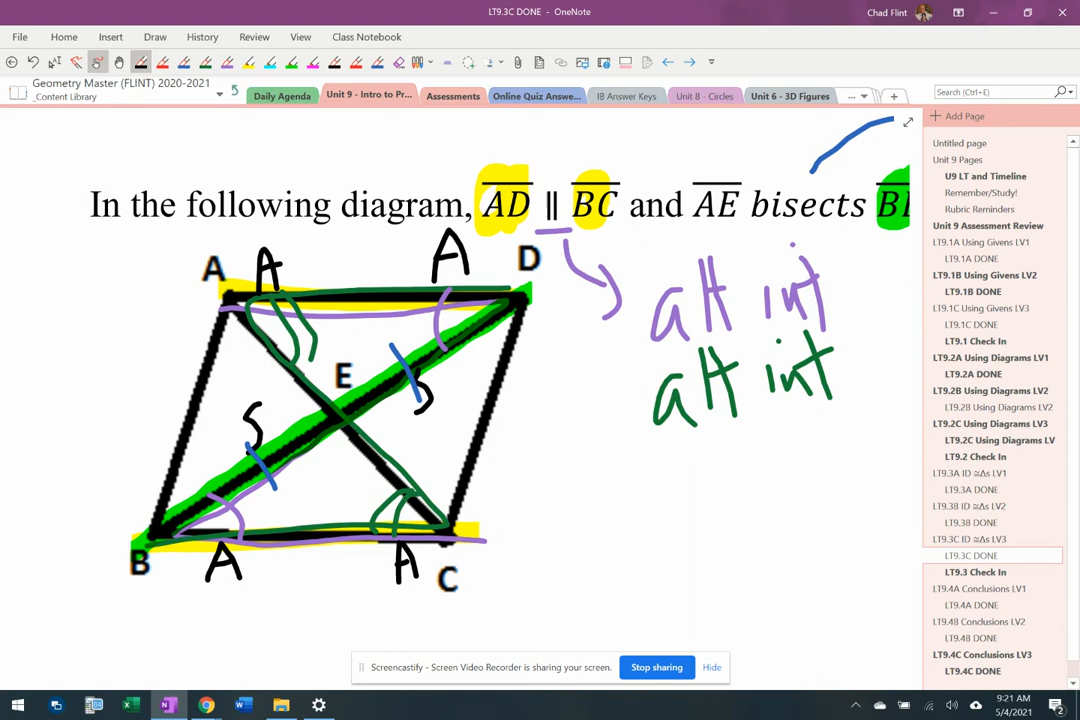 LT9.3C DONE - OneNote
Chad Flint
File Home Insert Draw History Review View Class Notebook
Geometry Master (FLINT) 2020-2021
_Content Library
Daily Agenda Unit 9 - Intro to Pr... Assessments Online Quiz Answe... IB Answer Keys Unit 8 - Circles Unit 6 - 3D Figures ... +
Search (Ctrl+E)
Add Page
Untitled page
Unit 9 Pages
U9 LT and Timeline
Remember/Study!
Rubric Reminders
Unit 9 Assessment Review
LT9.1A Using Givens LV1
LT9.1A DONE
LT9.1B Using Givens LV2
LT9.1B DONE
LT9.1C Using Givens LV3
LT9.1C DONE
LT9.1 Check In
LT9.2A Using Diagrams LV1
LT9.2A DONE
LT9.2B Using Diagrams LV2
LT9.2B Using Diagrams LV2
LT9.2C Using Diagrams LV3
LT9.2C Using Diagrams LV
LT9.2 Check In
LT9.3A ID ≅Δs LV1
LT9.3A DONE
LT9.3B ID ≅Δs LV2
LT9.3B DONE
LT9.3C ID ≅Δs LV3
LT9.3C DONE
LT9.3 Check In
LT9.4A Conclusions LV1
LT9.4A DONE
LT9.4B Conclusions LV2
LT9.4B DONE
LT9.4C Conclusions LV3
LT9.4C DONE
In the following diagram, AD ∥ BC and AE bisects
A A A D
alt int
E
alt int
S S
B A A C
Screencastify - Screen Video Recorder is sharing your screen. Stop sharing Hide
9:21 AM
5/4/2021
2